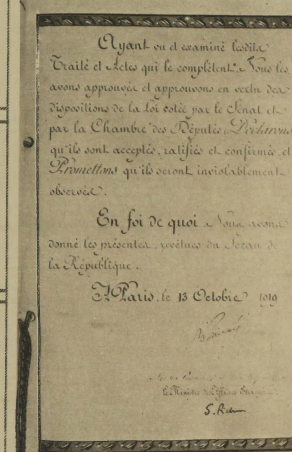 Ayant vu et examiné lesdits
Traité et Actes qui le complètent Nous les
avons approuvés et approuvons en vertu des
dispositions de la loi votée par le Sénat et
par la Chambre des Députés, Déclarons
qu'ils sont acceptés, ratifiés et confirmés, et
Promettons qu'ils seront inviolablement
observés.
En foi de quoi, Nous avons
donné les présentes, revêtues du Sceau de
la République.
A Paris, le 13 Octobre 1919
Le Ministre des Affaires Etrangères
S. Pichon